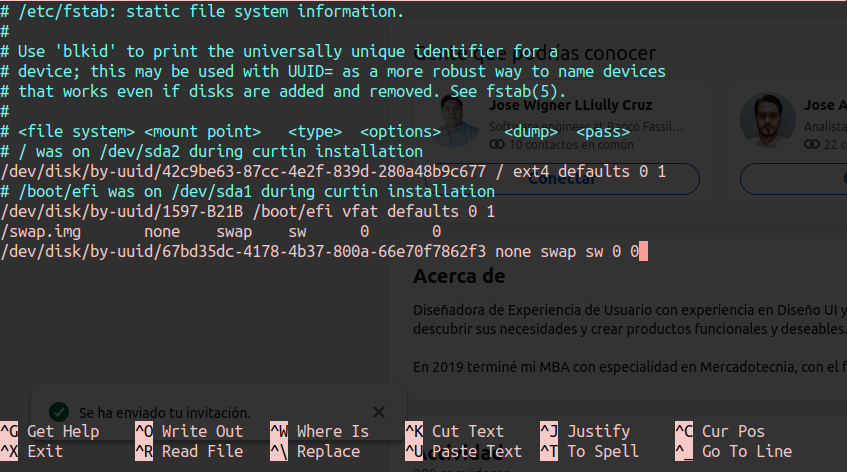 # /etc/fstab: static file system information.
#
# Use 'blkid' to print the universally unique identifier for a
# device; this may be used with UUID= as a more robust way to name devices
# that works even if disks are added and removed. See fstab(5).
#
# <file system> <mount point>   <type>  <options>       <dump>  <pass>
# / was on /dev/sda2 during curtin installation
/dev/disk/by-uuid/42c9be63-87cc-4e2f-839d-280a48b9c677 / ext4 defaults 0 1
# /boot/efi was on /dev/sda1 during curtin installation
/dev/disk/by-uuid/1597-B21B /boot/efi vfat defaults 0 1
/swap.img       none    swap    sw      0       0
/dev/disk/by-uuid/67bd35dc-4178-4b37-800a-66e70f7862f3 none swap sw 0 0
podrías conocer
Jose Wigner LLiully Cruz
Software engineer at Banco Fassil...
10 contactos en común
Jose A
Analista
22 c
Conectar
Acerca de
Diseñadora de Experiencia de Usuario con experiencia en Diseño UI y
descubrir sus necesidades y crear productos funcionales y deseables.
En 2019 terminé mi MBA con especialidad en Mercadotecnia, con el f
Se ha enviado tu invitación.
^G Get Help ^O Write Out ^W Where Is ^K Cut Text ^J Justify ^C Cur Pos
^X Exit ^R Read File ^\ Replace ^U Paste Text ^T To Spell ^_ Go To Line